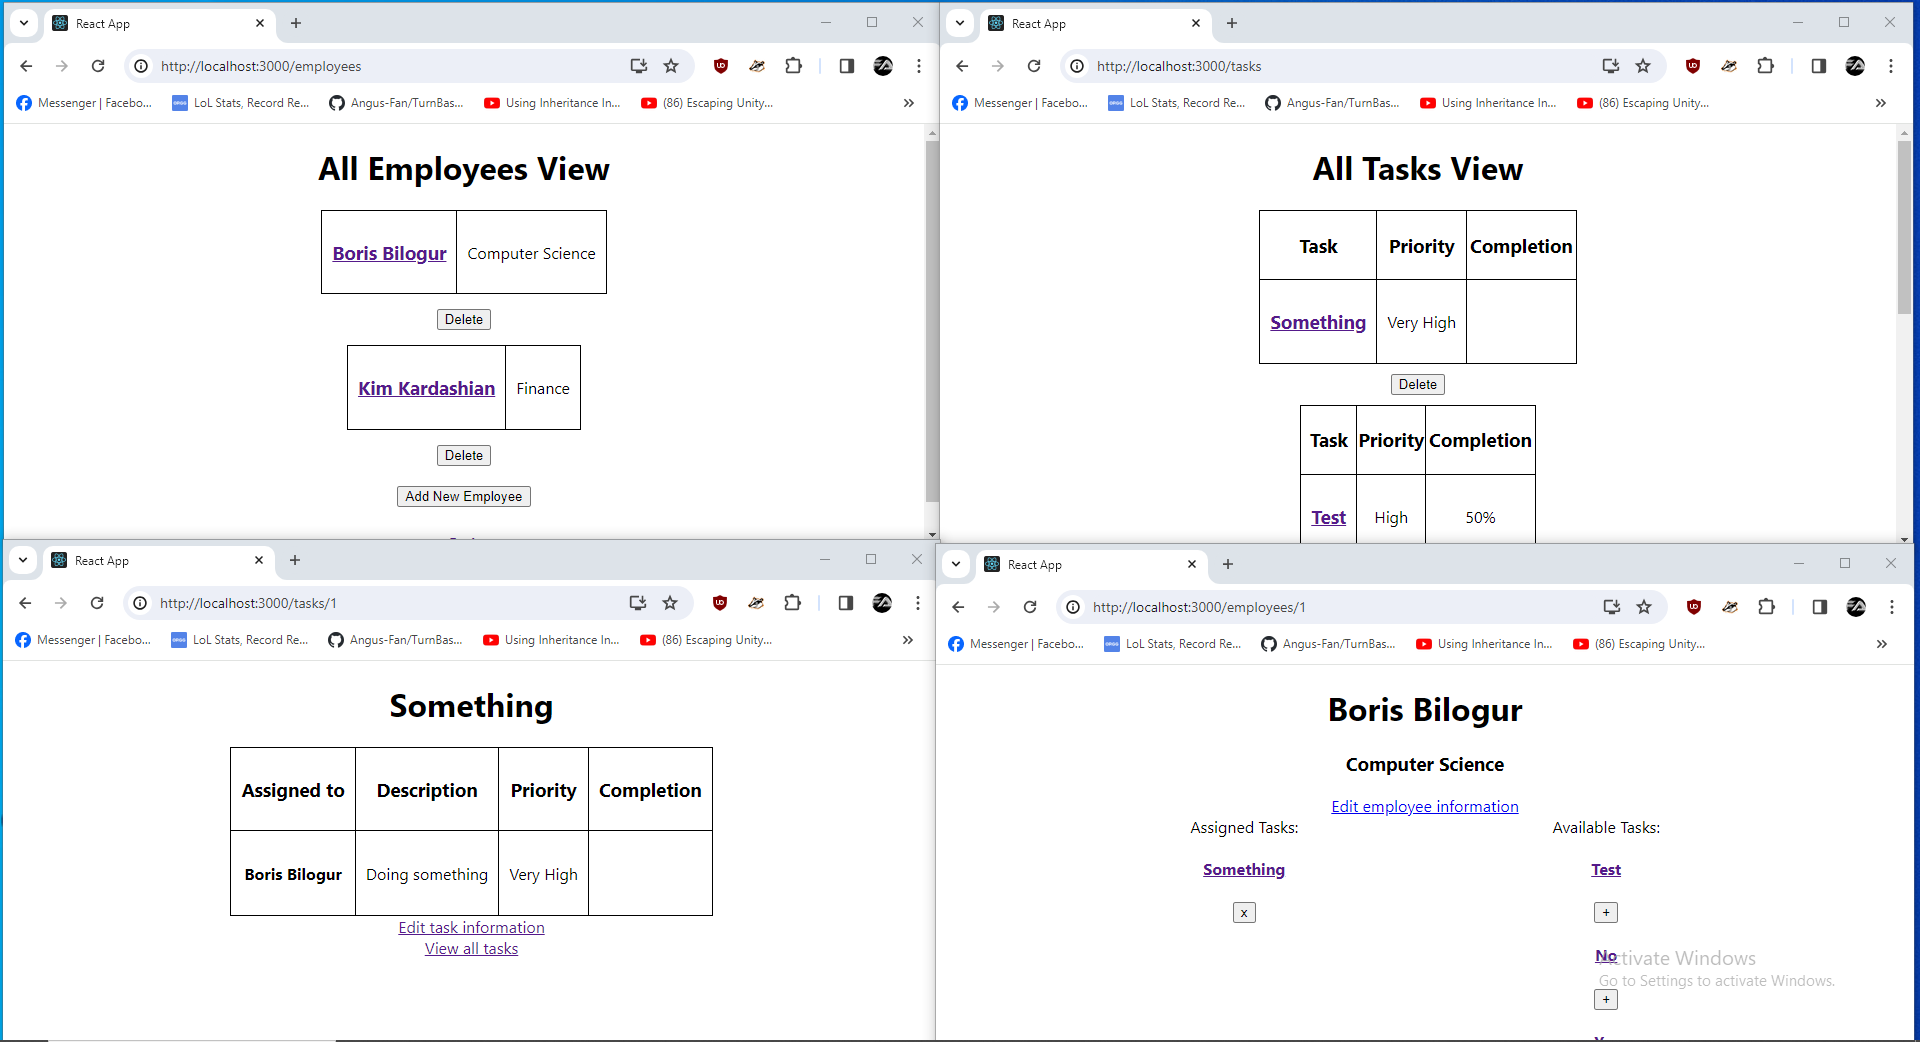 React App
http://localhost:3000/employees
Messenger | Facebo...
LoL Stats, Record Re...
Angus-Fan/TurnBas...
Using Inheritance In...
(86) Escaping Unity...
All Employees View
Boris Bilogur Computer Science
Delete
Kim Kardashian Finance
Delete
Add New Employee
React App
http://localhost:3000/tasks
Messenger | Facebo...
LoL Stats, Record Re...
Angus-Fan/TurnBas...
Using Inheritance In...
(86) Escaping Unity...
All Tasks View
Task Priority Completion
Something Very High
Delete
Task Priority Completion
Test High 50%
React App
http://localhost:3000/tasks/1
Messenger | Facebo...
LoL Stats, Record Re...
Angus-Fan/TurnBas...
Using Inheritance In...
(86) Escaping Unity...
Something
Assigned to Description Priority Completion
Boris Bilogur Doing something Very High
Edit task information
View all tasks
React App
http://localhost:3000/employees/1
Messenger | Facebo...
LoL Stats, Record Re...
Angus-Fan/TurnBas...
Using Inheritance In...
(86) Escaping Unity...
Boris Bilogur
Computer Science
Edit employee information
Assigned Tasks: Available Tasks:
Something Test
x +
No
+
Activate Windows
Go to Settings to activate Windows.